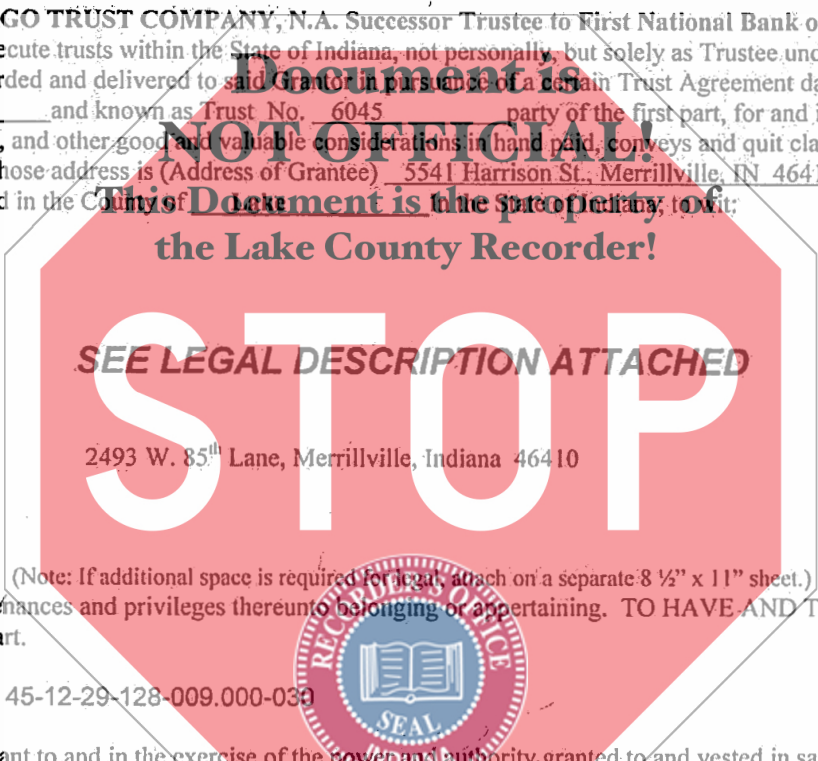 GO TRUST COMPANY, N.A. Successor Trustee to First National Bank o
ecute trusts within the State of Indiana, not personally, but solely as Trustee und
Document is
rded and delivered to said Grantor in pursuance of a certain Trust Agreement da
and known as Trust No. 6045 party of the first part, for and i
NOT OFFICIAL!
, and other good and valuable considerations in hand paid, conveys and quit cla
hose address is (Address of Grantee) 5541 Harrison St., Merrillville, IN 4641
This Document is the property of
d in the County of Lake In the State of Indiana, to wit:
the Lake County Recorder!
STOP
SEE LEGAL DESCRIPTION ATTACHED
2493 W. 85th Lane, Merrillville, Indiana 46410
(Note: If additional space is required for legal, attach on a separate 8 ½” x 11” sheet.)
nances and privileges thereunto belonging or appertaining. TO HAVE AND T
art.
RECORDER'S OFFICE
SEAL
45-12-29-128-009.000-030
ant to and in the exercise of the power and authority granted to and vested in sa